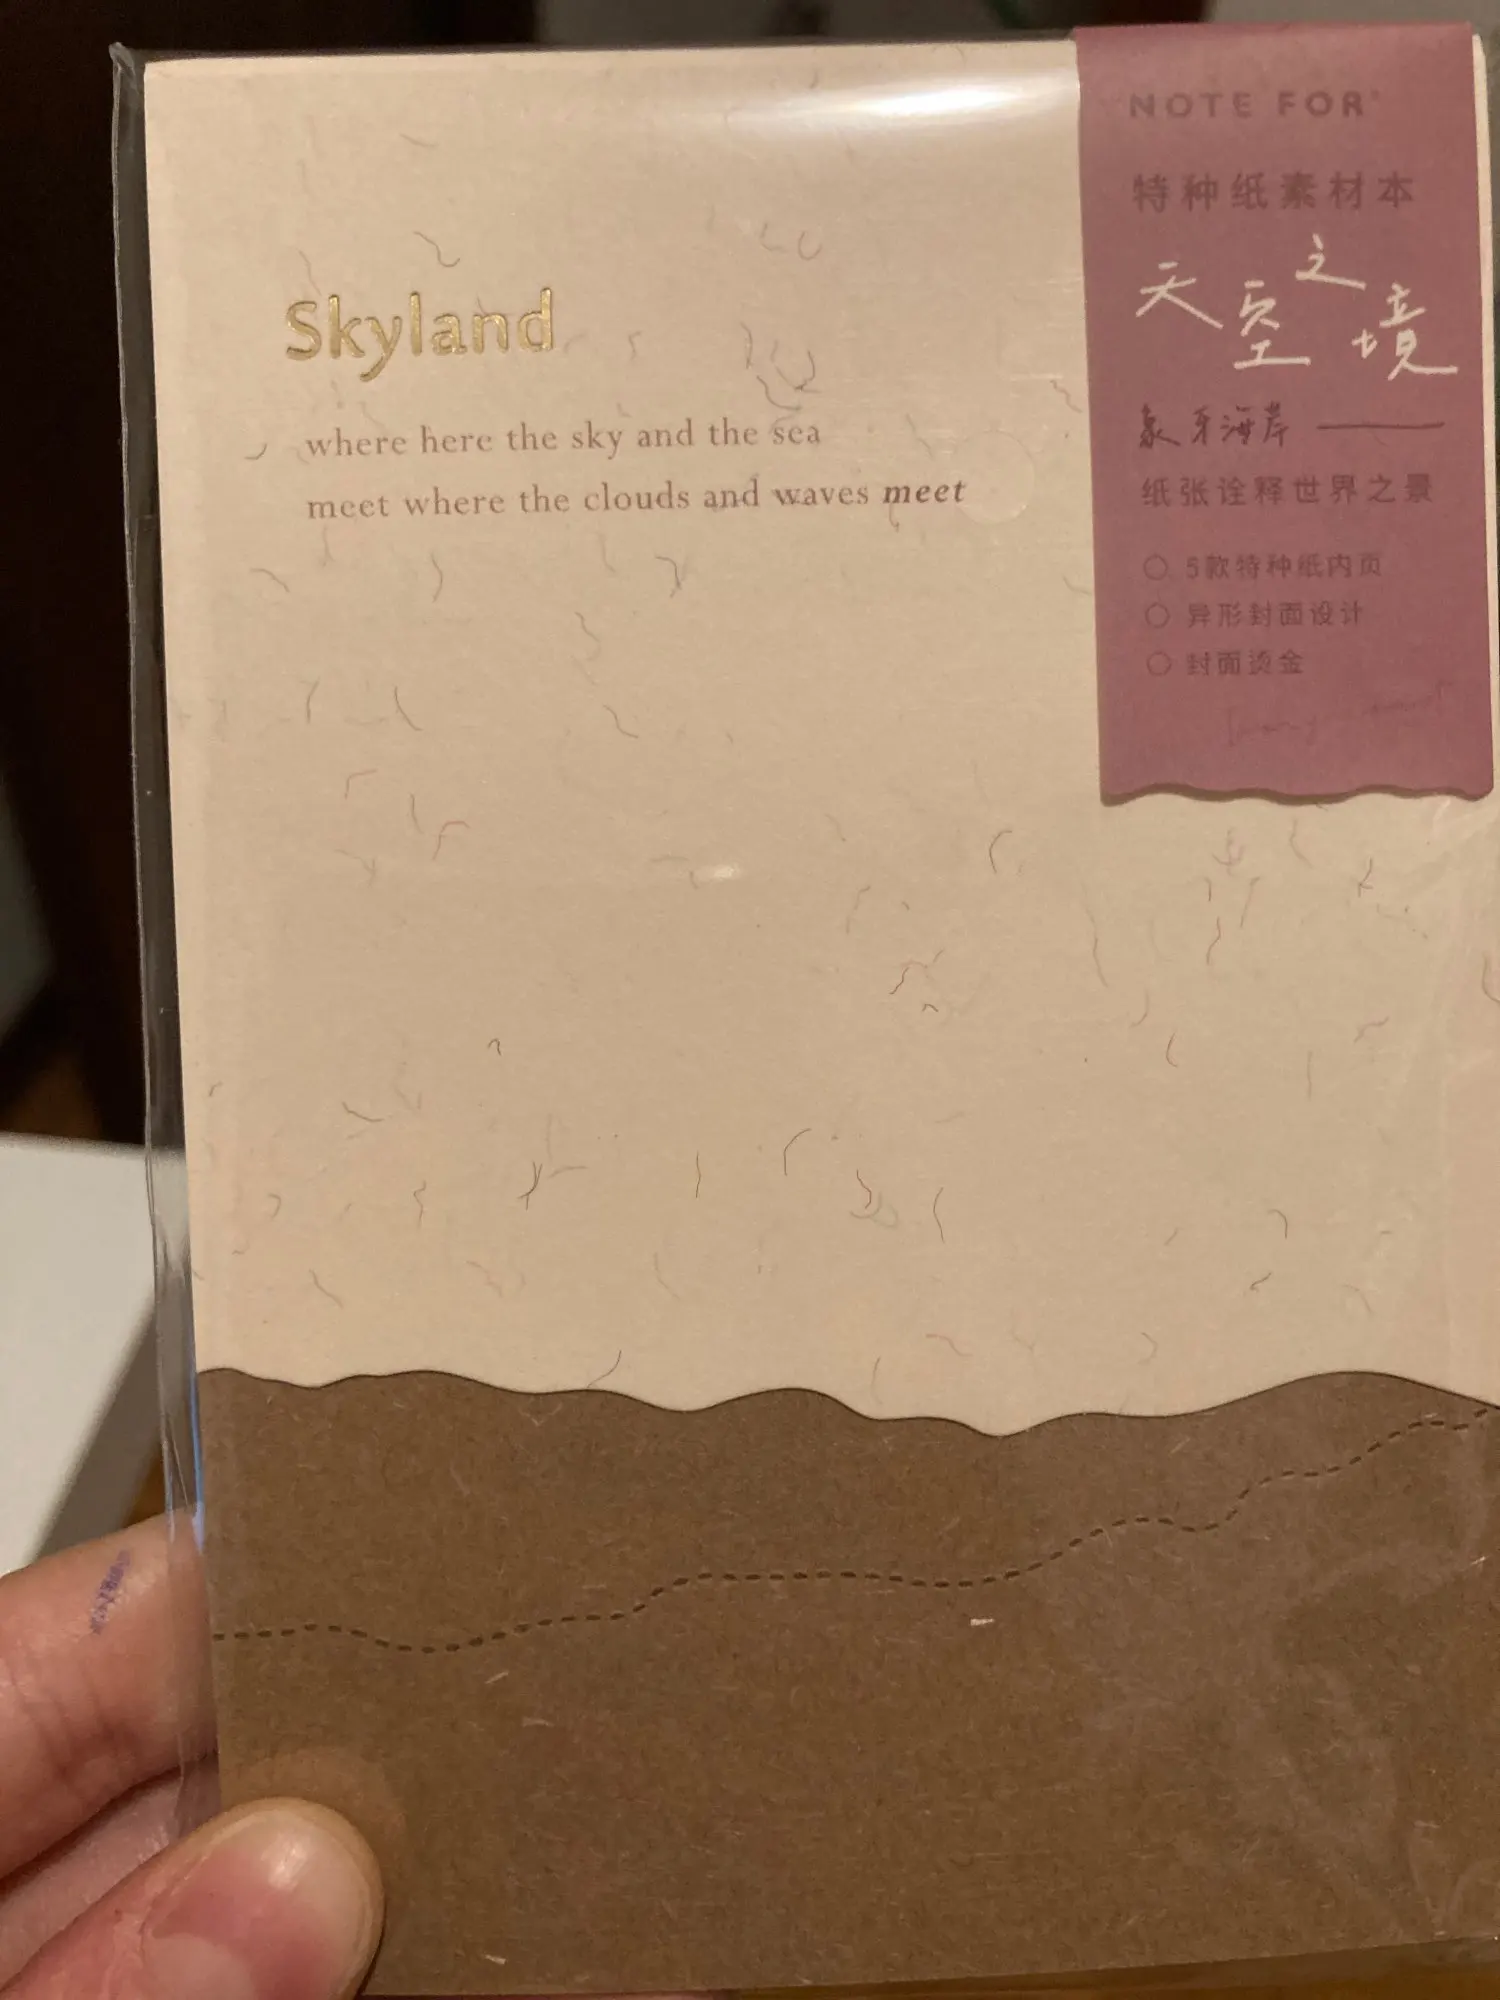 Skyland
where here the sky and the sea
meet where the clouds and waves meet
NOTE FOR
特种纸素材本
天空之境
象牙海岸
纸张诠释世界之景
○ 5款特种纸内页
○ 异形封面设计
○ 封面烫金